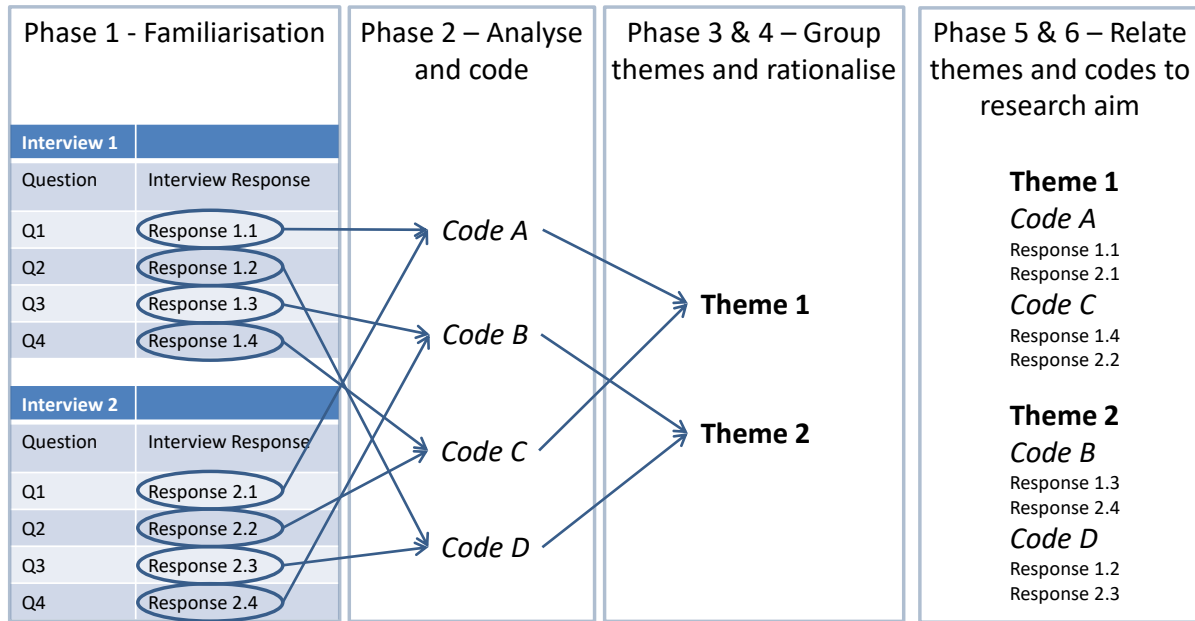 Phase 1 - Familiarisation
Interview 1
Question Interview Response
Q1 Response 1.1
Q2 Response 1.2
Q3 Response 1.3
Q4 Response 1.4
Interview 2
Question Interview Response
Q1 Response 2.1
Q2 Response 2.2
Q3 Response 2.3
Q4 Response 2.4
Phase 2 – Analyse
and code
Code A
Code B
Code C
Code D
Phase 3 & 4 – Group
themes and rationalise
Theme 1
Theme 2
Phase 5 & 6 – Relate
themes and codes to
research aim
Theme 1
Code A
Response 1.1
Response 2.1
Code C
Response 1.4
Response 2.2
Theme 2
Code B
Response 1.3
Response 2.4
Code D
Response 1.2
Response 2.3